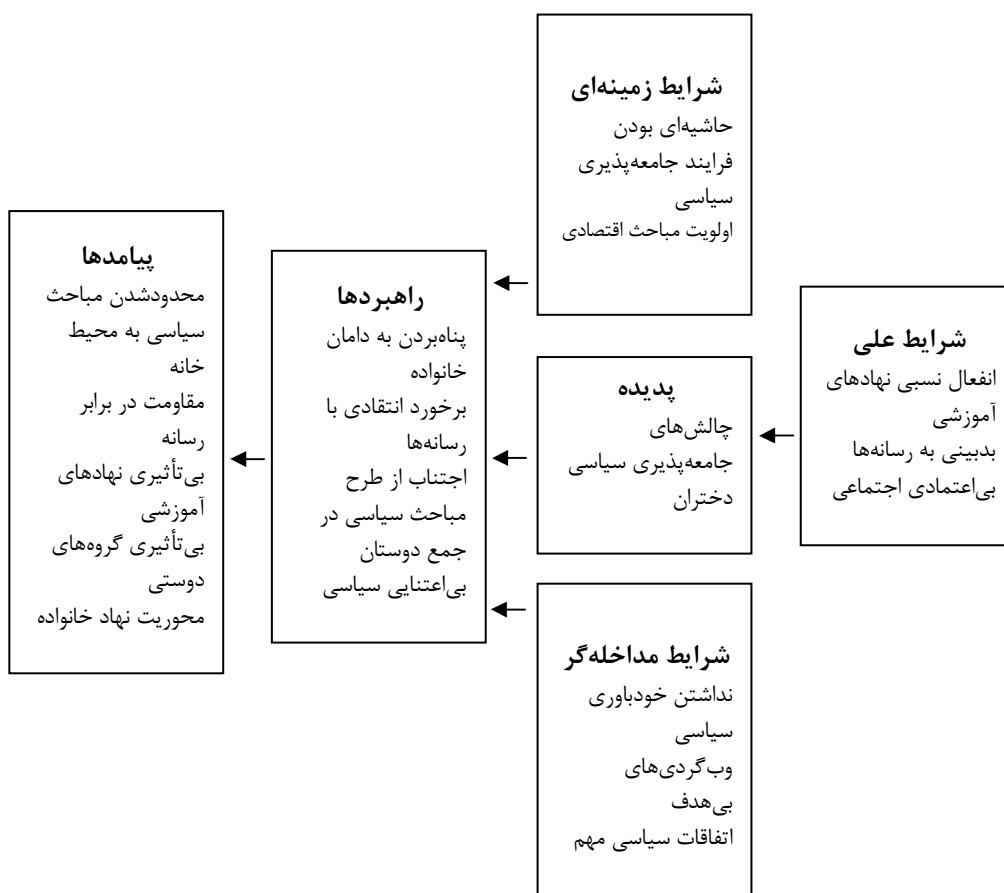 شرایط علی
انفعال نسبی نهادهای
آموزشی
بدبینی به رسانه‌ها
بی‌اعتمادی اجتماعی
شرایط زمینه‌ای
حاشیه‌ای بودن
فرایند جامعه‌پذیری
سیاسی
اولویت مباحث اقتصادی
پدیده
چالش‌های
جامعه‌پذیری سیاسی
دختران
شرایط مداخله‌گر
نداشتن خودباوری
سیاسی
وب‌گردی‌های
بی‌هدف
اتفاقات سیاسی مهم
راهبردها
پناه‌بردن به دامان
خانواده
برخورد انتقادی با
رسانه‌ها
اجتناب از طرح
مباحث سیاسی در
جمع دوستان
بی‌اعتنایی سیاسی
پیامدها
محدودشدن مباحث
سیاسی به محیط
خانه
مقاومت در برابر
رسانه
بی‌تأثیری نهادهای
آموزشی
بی‌تأثیری گروه‌های
دوستی
محوریت نهاد خانواده